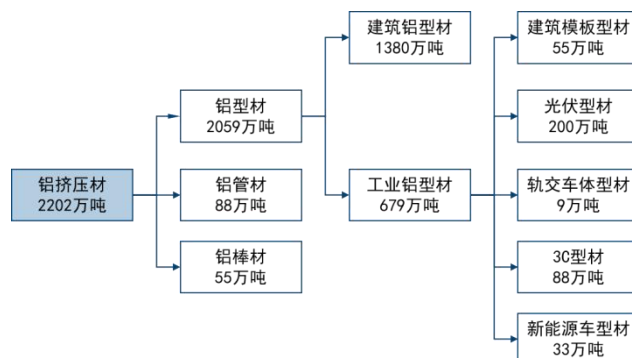 铝挤压材
2202万吨
铝型材
2059万吨
铝管材
88万吨
铝棒材
55万吨
建筑铝型材
1380万吨
工业铝型材
679万吨
建筑模板型材
55万吨
光伏型材
200万吨
轨交车体型材
9万吨
3C型材
88万吨
新能源车型材
33万吨